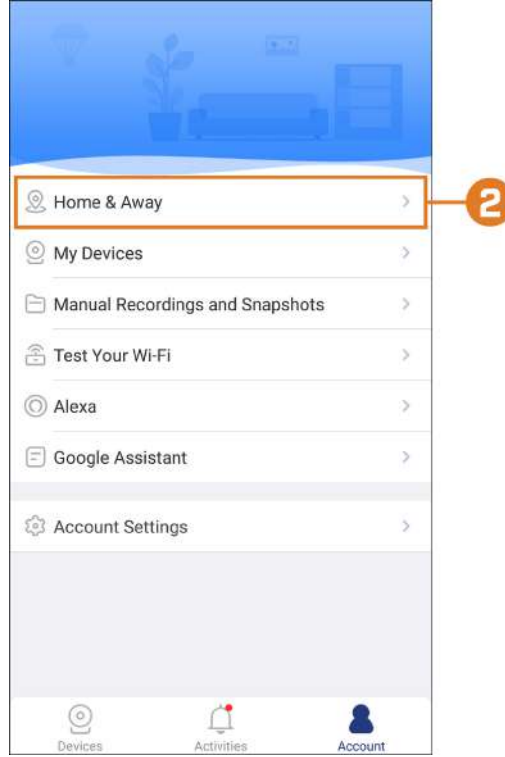 Home & Away
2
My Devices
Manual Recordings and Snapshots
Test Your Wi-Fi
Alexa
Google Assistant
Account Settings
Devices Activities Account